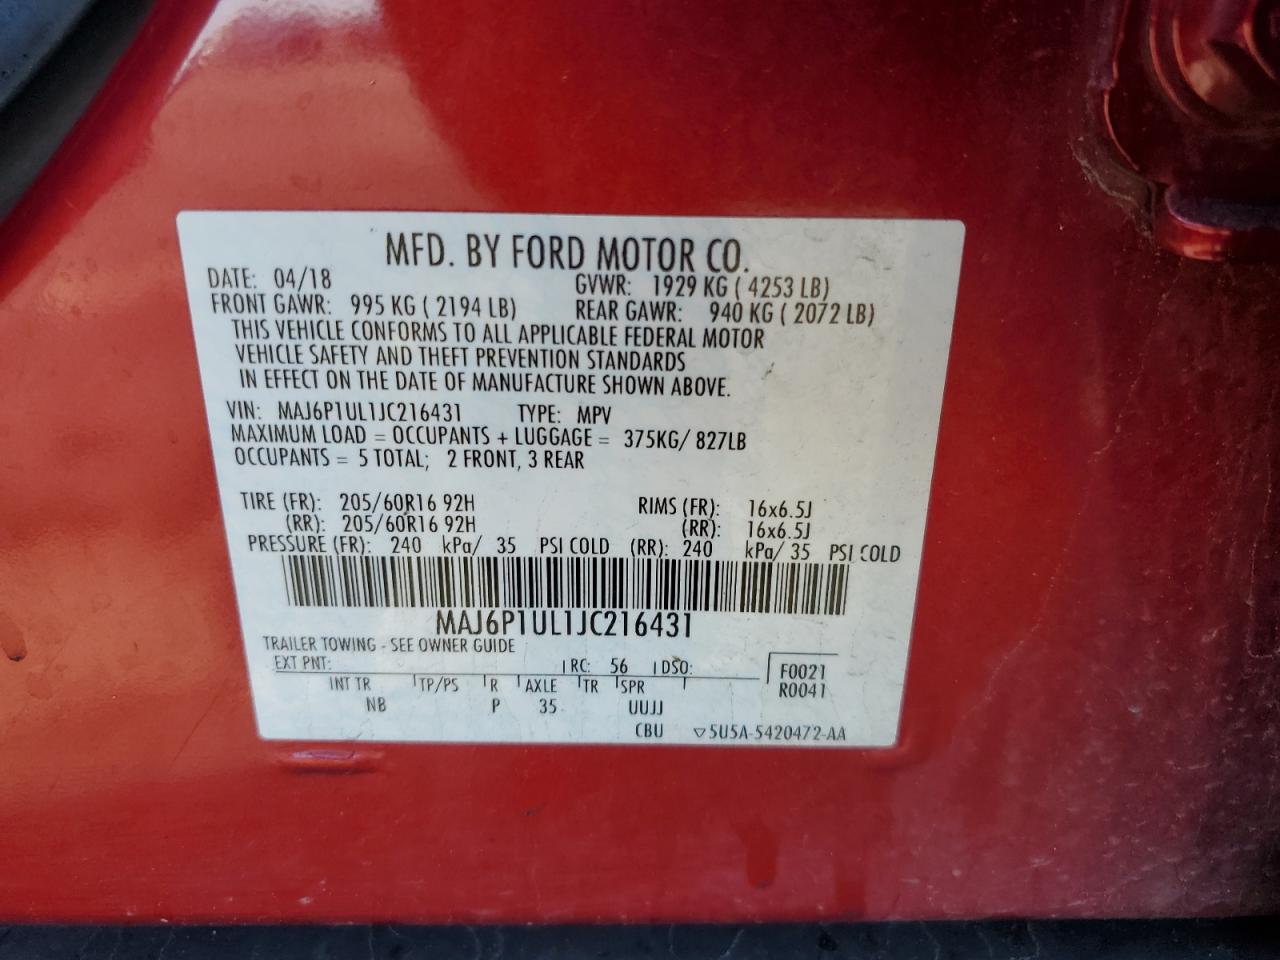 MFD. BY FORD MOTOR CO.
DATE: 04/18 GVWR: 1929 KG ( 4253 LB)
FRONT GAWR: 995 KG ( 2194 LB) REAR GAWR: 940 KG ( 2072 LB)
THIS VEHICLE CONFORMS TO ALL APPLICABLE FEDERAL MOTOR
VEHICLE SAFETY AND THEFT PREVENTION STANDARDS
IN EFFECT ON THE DATE OF MANUFACTURE SHOWN ABOVE.
VIN: MAJ6P1UL1JC216431 TYPE: MPV
MAXIMUM LOAD = OCCUPANTS + LUGGAGE = 375KG/ 827LB
OCCUPANTS = 5 TOTAL; 2 FRONT, 3 REAR
TIRE (FR): 205/60R16 92H RIMS (FR): 16x6.5J
(RR): 205/60R16 92H (RR): 16x6.5J
PRESSURE (FR): 240 kPa/ 35 PSI COLD (RR): 240 kPa/ 35 PSI COLD
MAJ6P1UL1JC216431
TRAILER TOWING - SEE OWNER GUIDE
EXT PNT: RC: 56 DSO: F0021
R0041
INT TR TP/PS R AXLE TR SPR
NB P 35 UUJJ
CBU ▽5U5A-5420472-AA